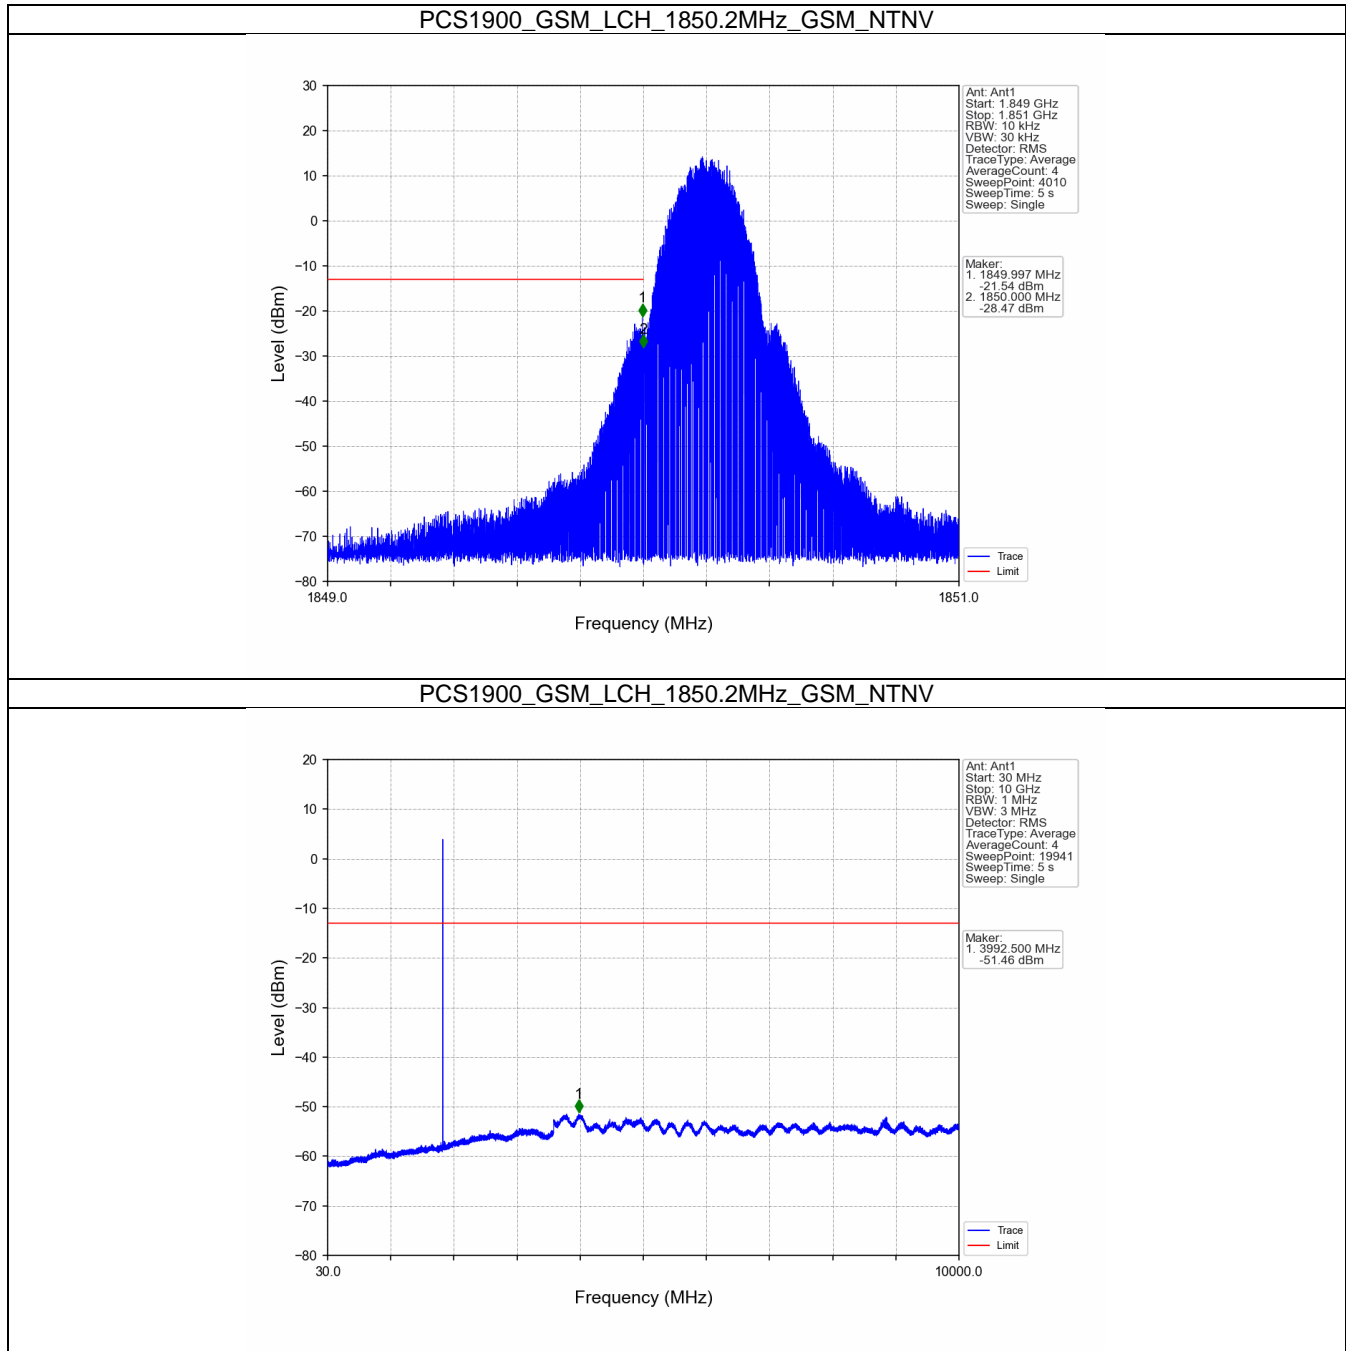 PCS1900_GSM_LCH_1850.2MHz_GSM_NTNV
30
20
10
0
−10
−20
−30
−40
−50
−60
−70
−80
Level (dBm)
1849.0
1851.0
Frequency (MHz)
1
2
Ant: Ant1
Start: 1.849 GHz
Stop: 1.851 GHz
RBW: 10 kHz
VBW: 30 kHz
Detector: RMS
TraceType: Average
AverageCount: 4
SweepPoint: 4010
SweepTime: 5 s
Sweep: Single
Maker:
1. 1849.997 MHz
-21.54 dBm
2. 1850.000 MHz
-28.47 dBm
Trace
Limit
PCS1900_GSM_LCH_1850.2MHz_GSM_NTNV
20
10
0
−10
−20
−30
−40
−50
−60
−70
−80
Level (dBm)
30.0
10000.0
Frequency (MHz)
1
Ant: Ant1
Start: 30 MHz
Stop: 10 GHz
RBW: 1 MHz
VBW: 3 MHz
Detector: RMS
TraceType: Average
AverageCount: 4
SweepPoint: 19941
SweepTime: 5 s
Sweep: Single
Maker:
1. 3992.500 MHz
-51.46 dBm
Trace
Limit